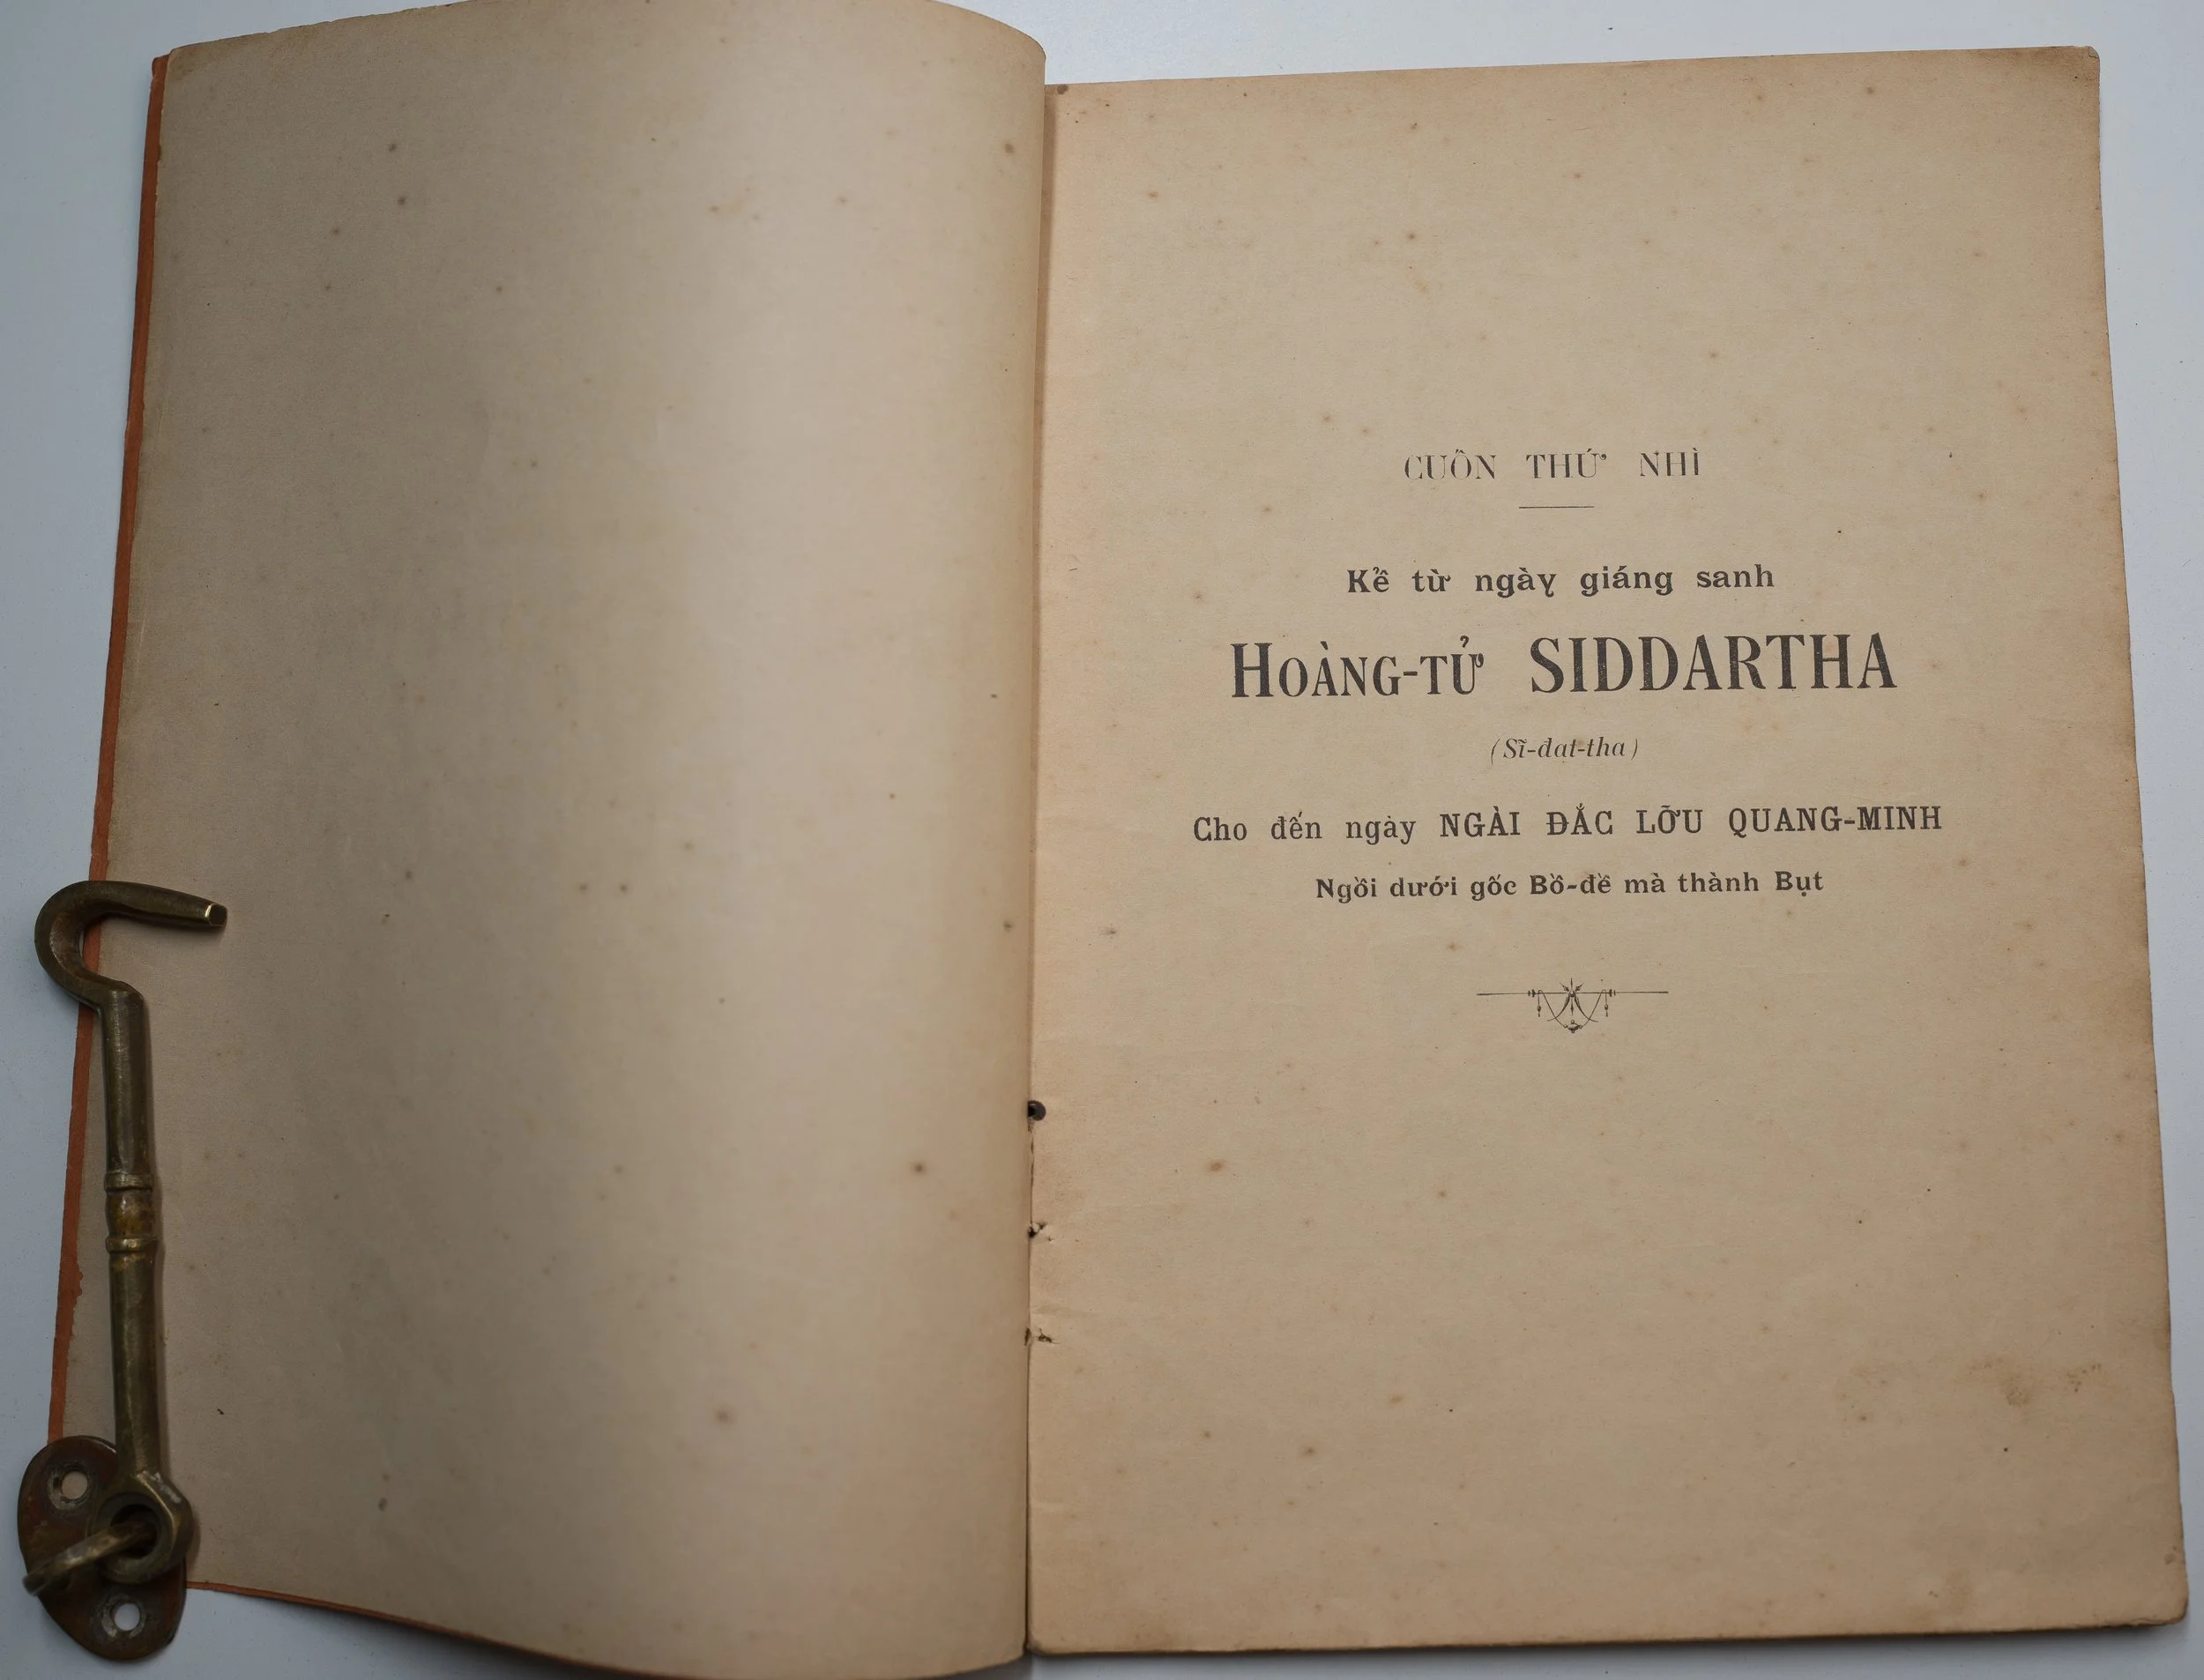 CUÔN THỨ NHÌ
Kể từ ngày giáng sanh
HOÀNG-TỬ SIDDARTHA
(Sĩ-đạt-tha)
Cho đến ngày NGÀI ĐẮC LỠU QUANG-MINH
Ngồi dưới gốc Bồ-đề mà thành Bụt